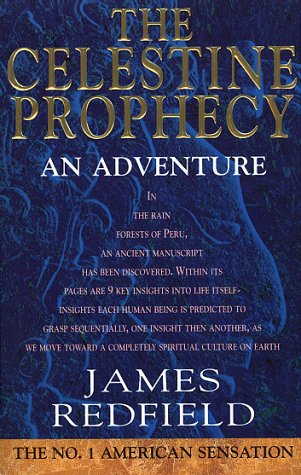 THE
CELESTINE
PROPHECY
AN ADVENTURE
IN
THE RAIN
FORESTS OF PERU,
AN ANCIENT MANUSCRIPT
HAS BEEN DISCOVERED. WITHIN ITS
PAGES ARE 9 KEY INSIGHTS INTO LIFE ITSELF-
INSIGHTS EACH HUMAN BEING IS PREDICTED TO
GRASP SEQUENTIALLY, ONE INSIGHT THEN ANOTHER, AS
WE MOVE TOWARD A COMPLETELY SPIRITUAL CULTURE ON EARTH
JAMES
REDFIELD
THE NO. 1 AMERICAN SENSATION